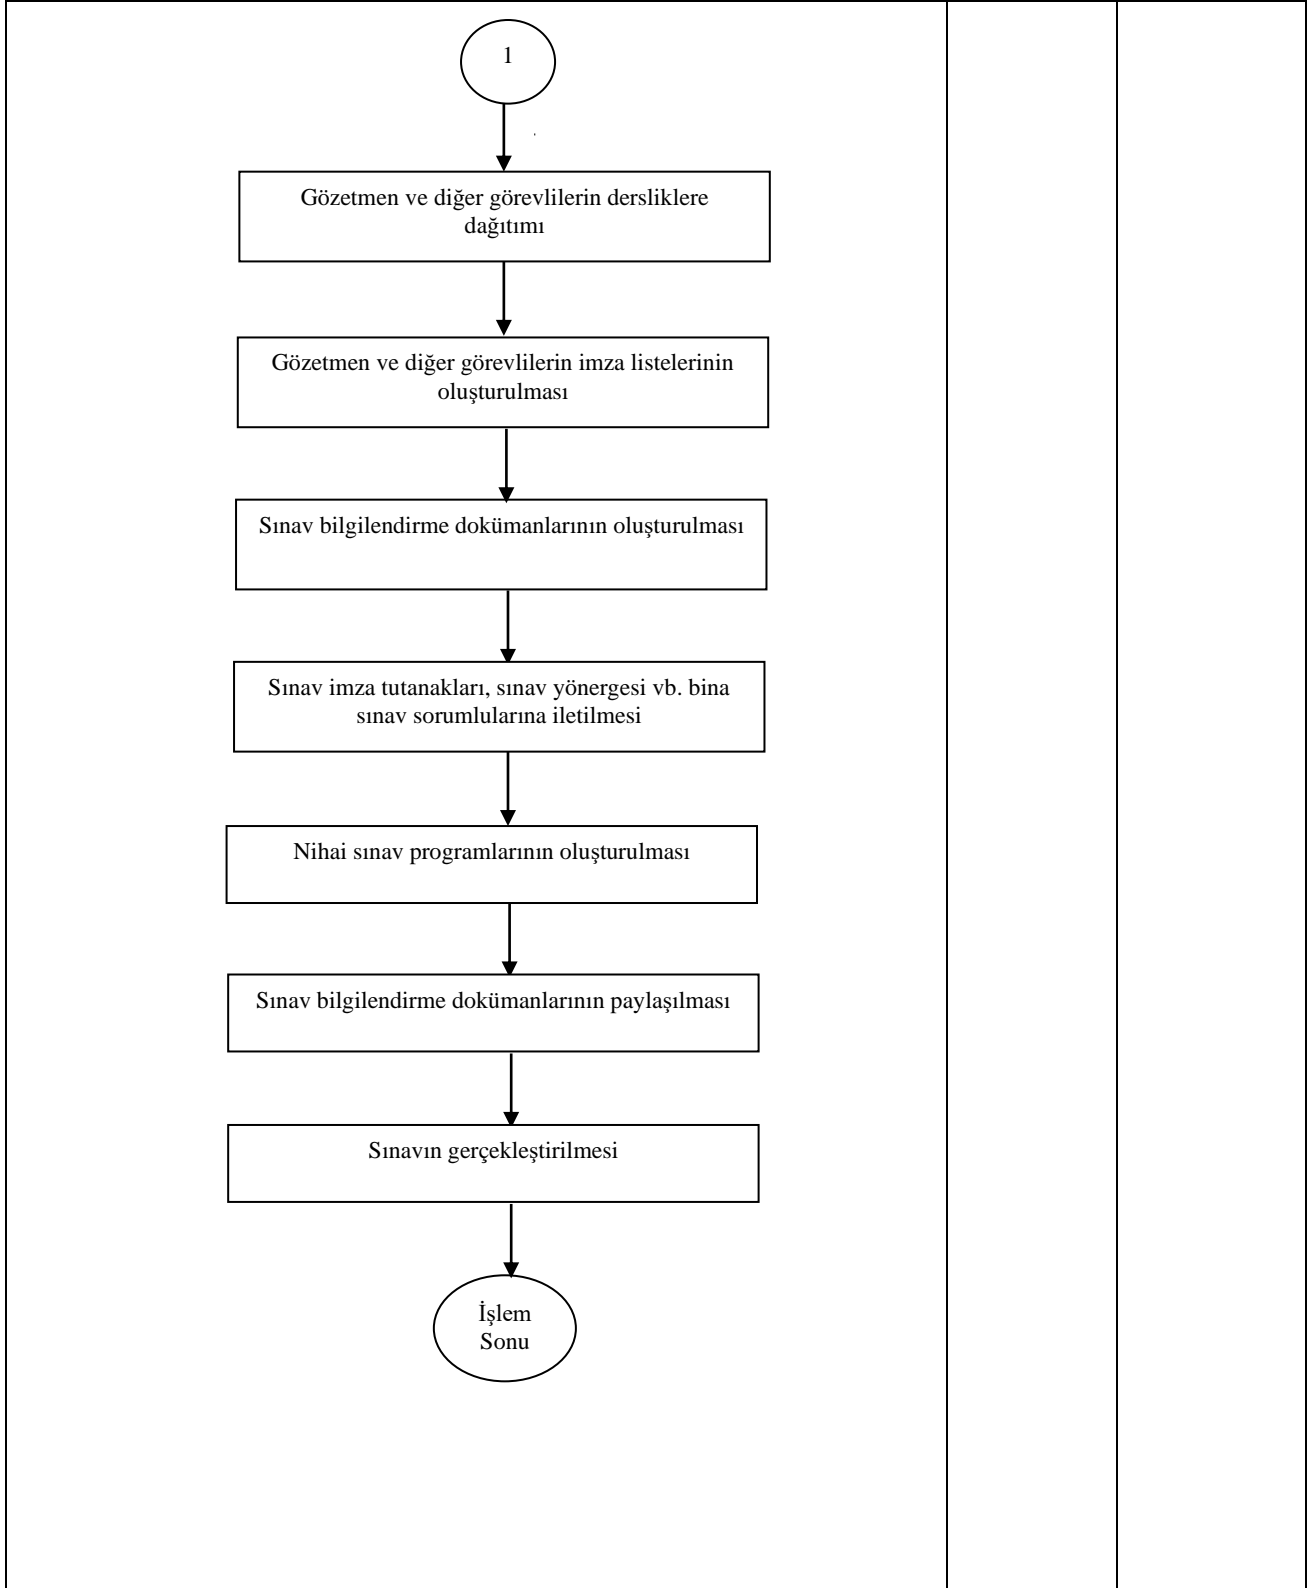 1
Gözetmen ve diğer görevlilerin dersliklere
dağıtımı
Gözetmen ve diğer görevlilerin imza listelerinin
oluşturulması
Sınav bilgilendirme dokümanlarının oluşturulması
Sınav imza tutanakları, sınav yönergesi vb. bina
sınav sorumlularına iletilmesi
Nihai sınav programlarının oluşturulması
Sınav bilgilendirme dokümanlarının paylaşılması
Sınavın gerçekleştirilmesi
İşlem
Sonu